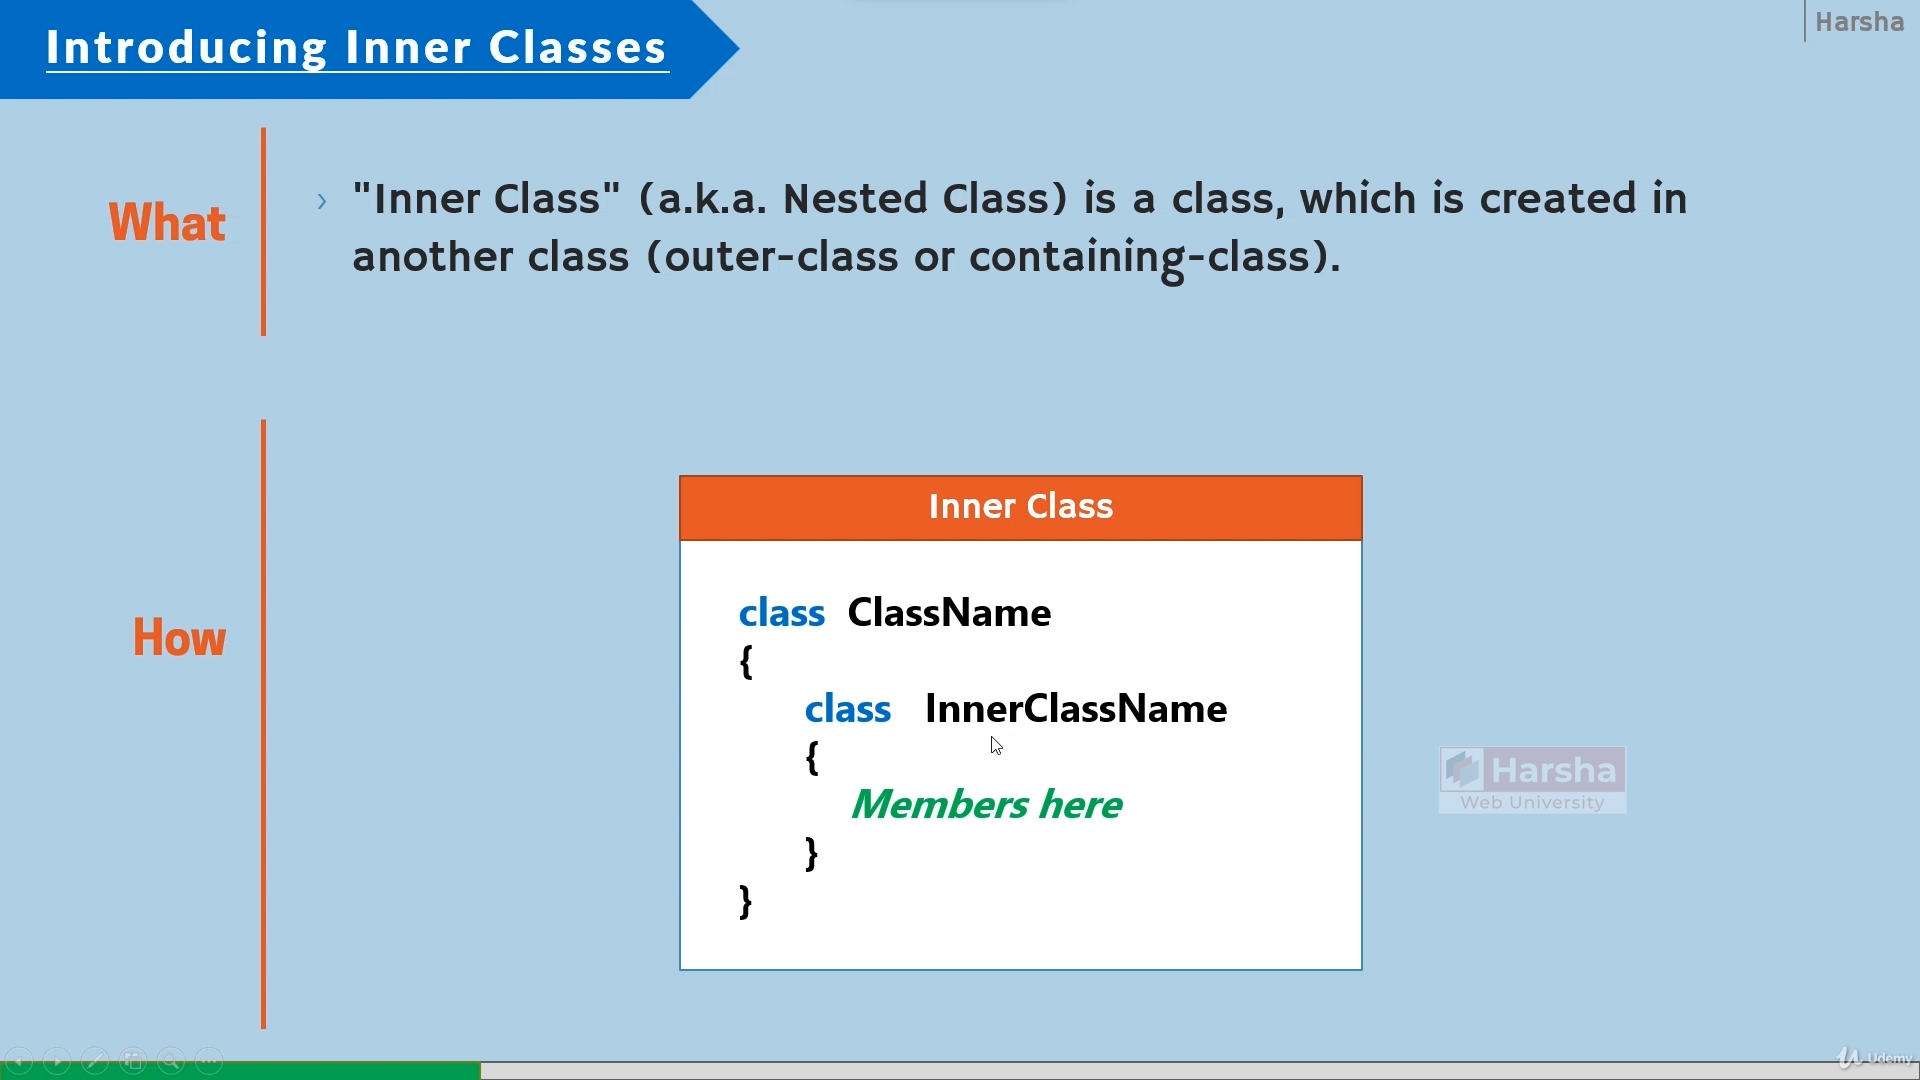 Introducing Inner Classes
Harsha
What
› "Inner Class" (a.k.a. Nested Class) is a class, which is created in
another class (outer-class or containing-class).
How
Inner Class
class ClassName
{
class InnerClassName
{
Members here
}
}
Harsha
Web University
Udemy